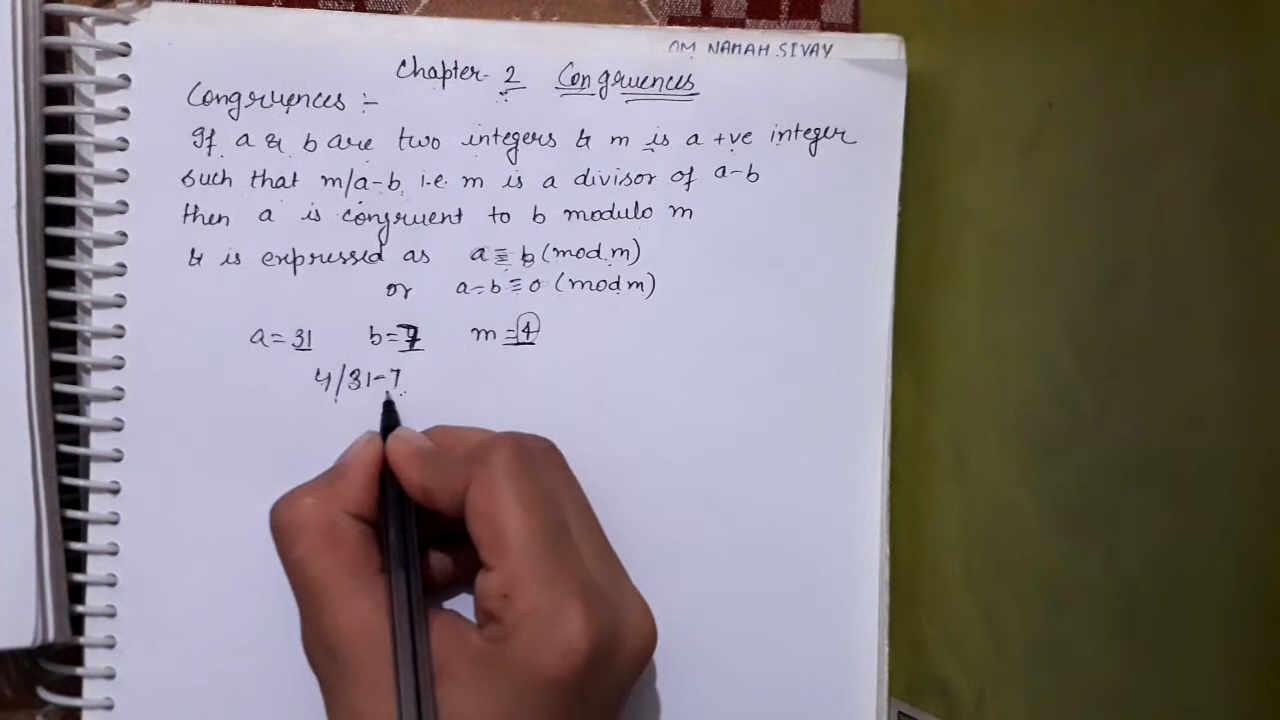 OM NAMAH SIVAY
Chapter-2 Congruences
Congruences :-
If a & b are two integers & m is a +ve integer
such that m/a-b, i.e. m is a divisor of a-b
then a is congruent to b modulo m
& is expressed as a≡b (mod m)
or a-b≡0 (mod m)
a=31 b=7 m=4
4/31-7